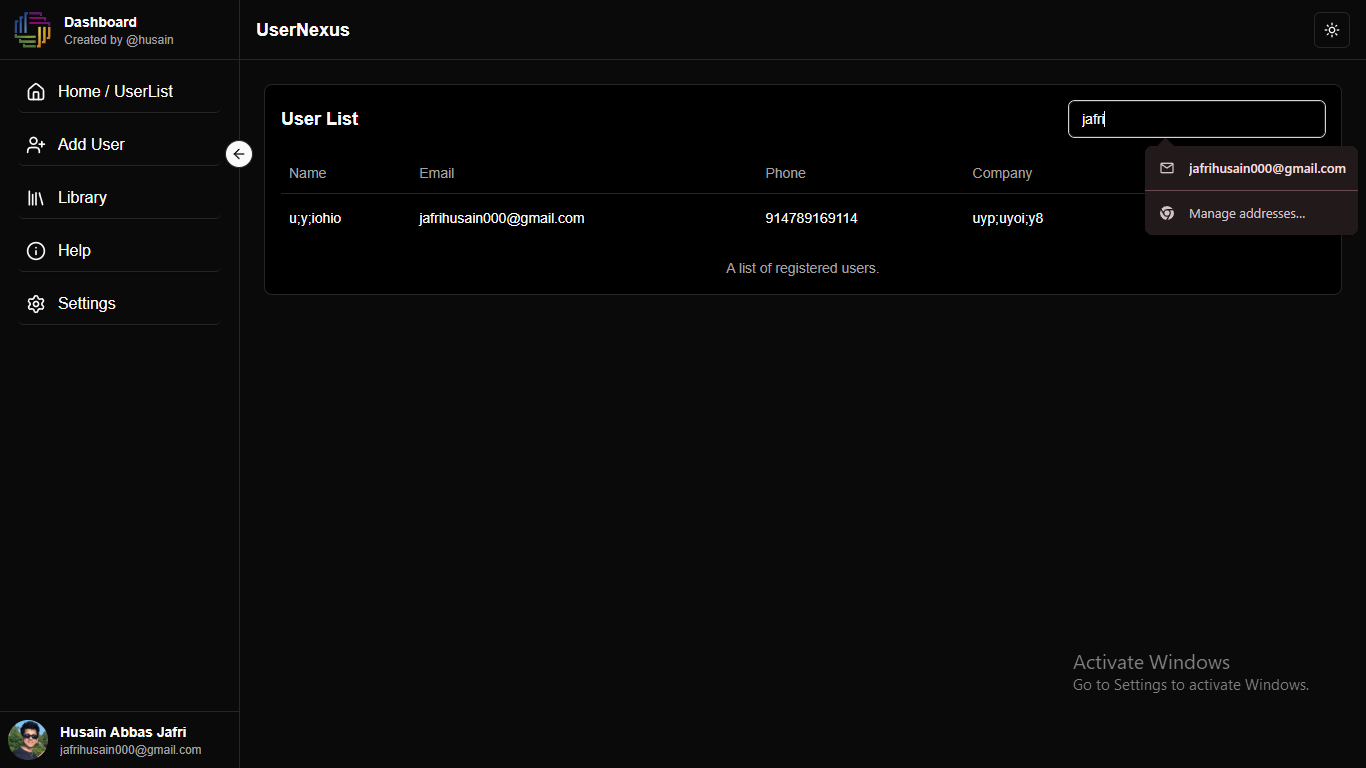 Dashboard
Created by @husain
UserNexus
Home / UserList
Add User
Library
Help
Settings
User List
jafri
jafrihusain000@gmail.com
Manage addresses...
Name Email Phone Company
u;y;iohio jafrihusain000@gmail.com 914789169114 uyp;uyoi;y8
A list of registered users.
Activate Windows
Go to Settings to activate Windows.
Husain Abbas Jafri
jafrihusain000@gmail.com